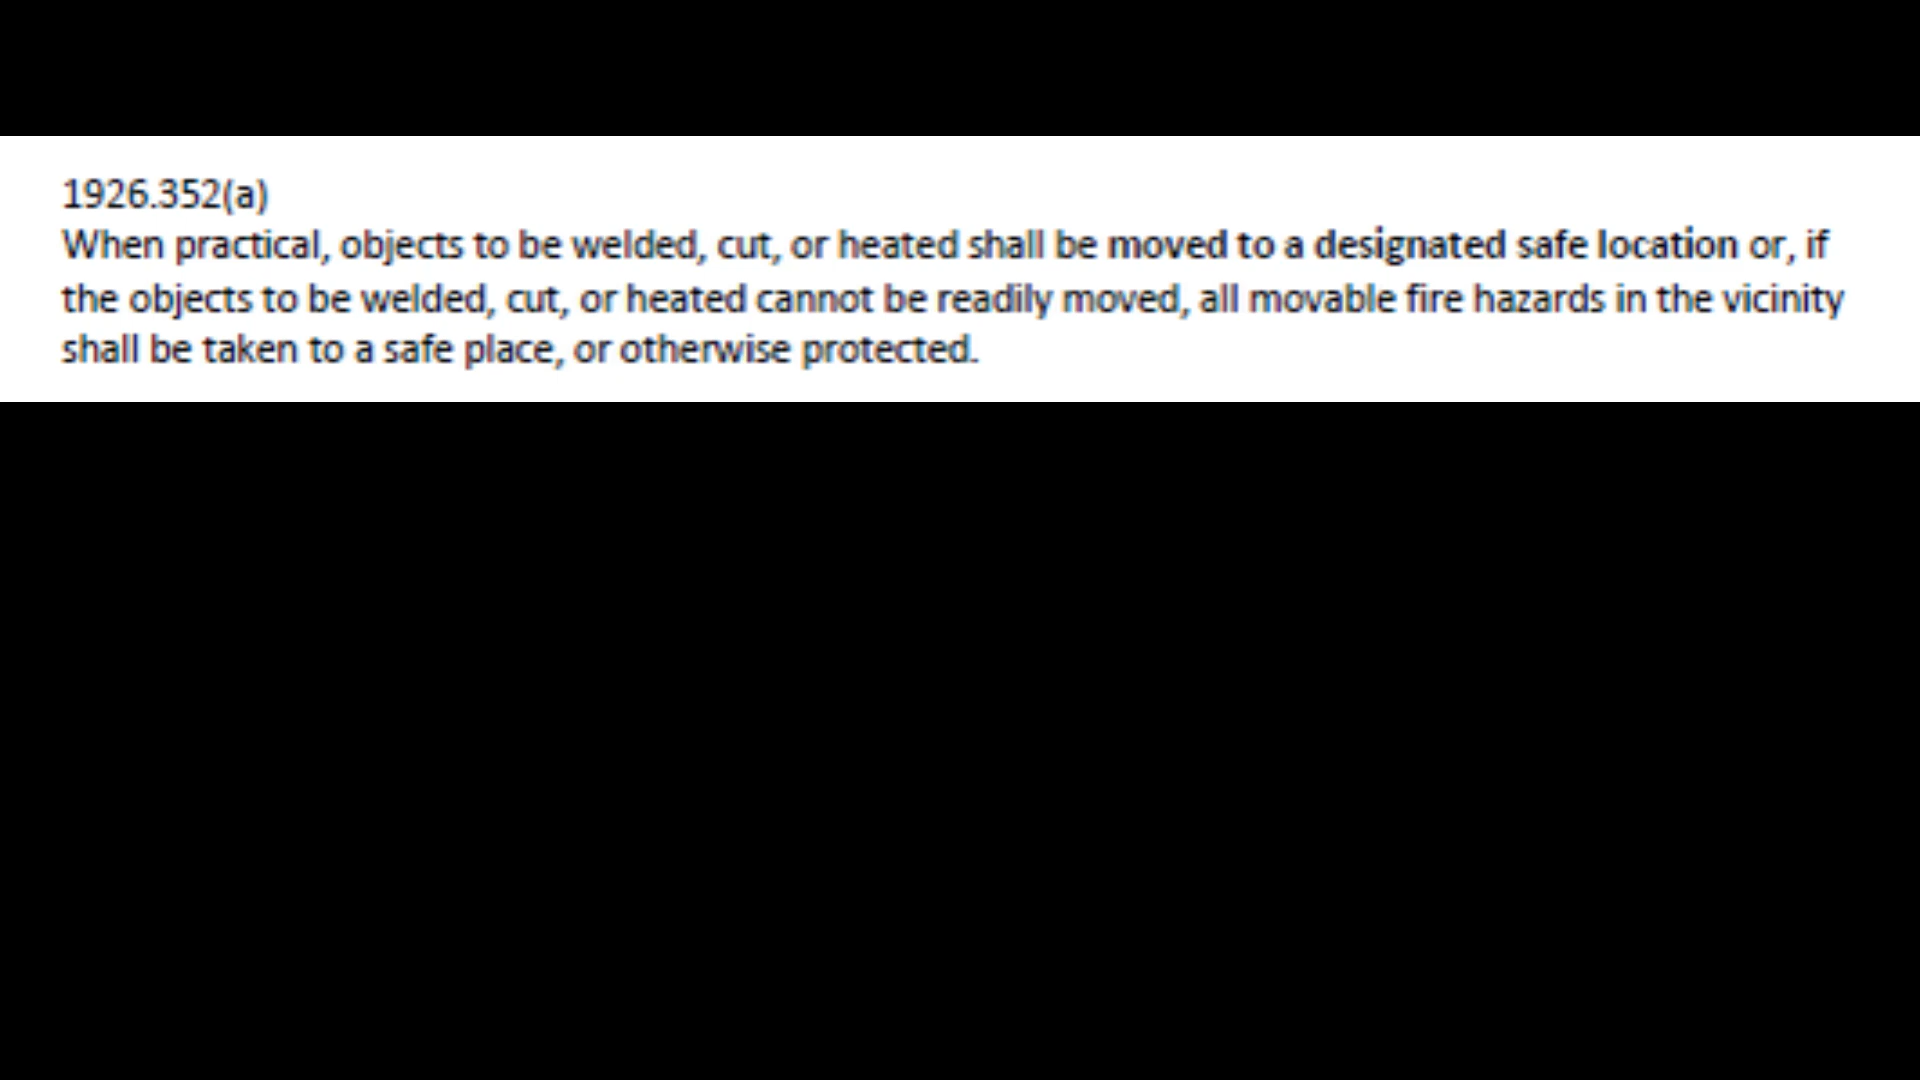 1926.352(a)
When practical, objects to be welded, cut, or heated shall be moved to a designated safe location or, if
the objects to be welded, cut, or heated cannot be readily moved, all movable fire hazards in the vicinity
shall be taken to a safe place, or otherwise protected.